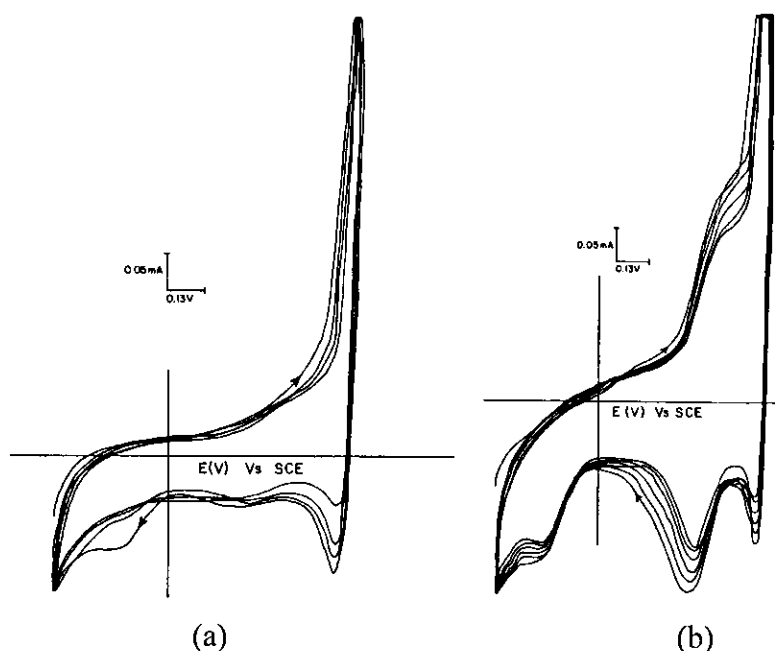 0.05mA
0.13V
E(V) Vs SCE
(a)
0.05mA
0.13V
E (V) Vs SCE
(b)